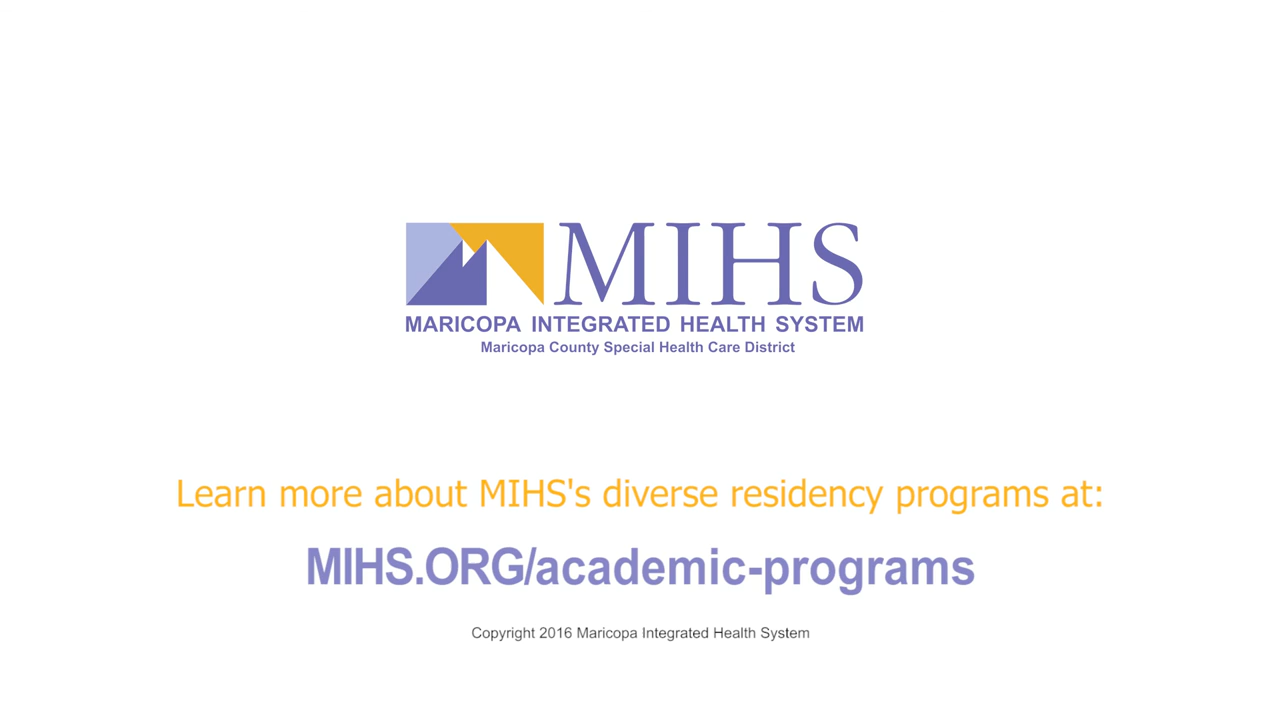 MIHS
MARICOPA INTEGRATED HEALTH SYSTEM
Maricopa County Special Health Care District
Learn more about MIHS's diverse residency programs at:
MIHS.ORG/academic-programs
Copyright 2016 Maricopa Integrated Health System